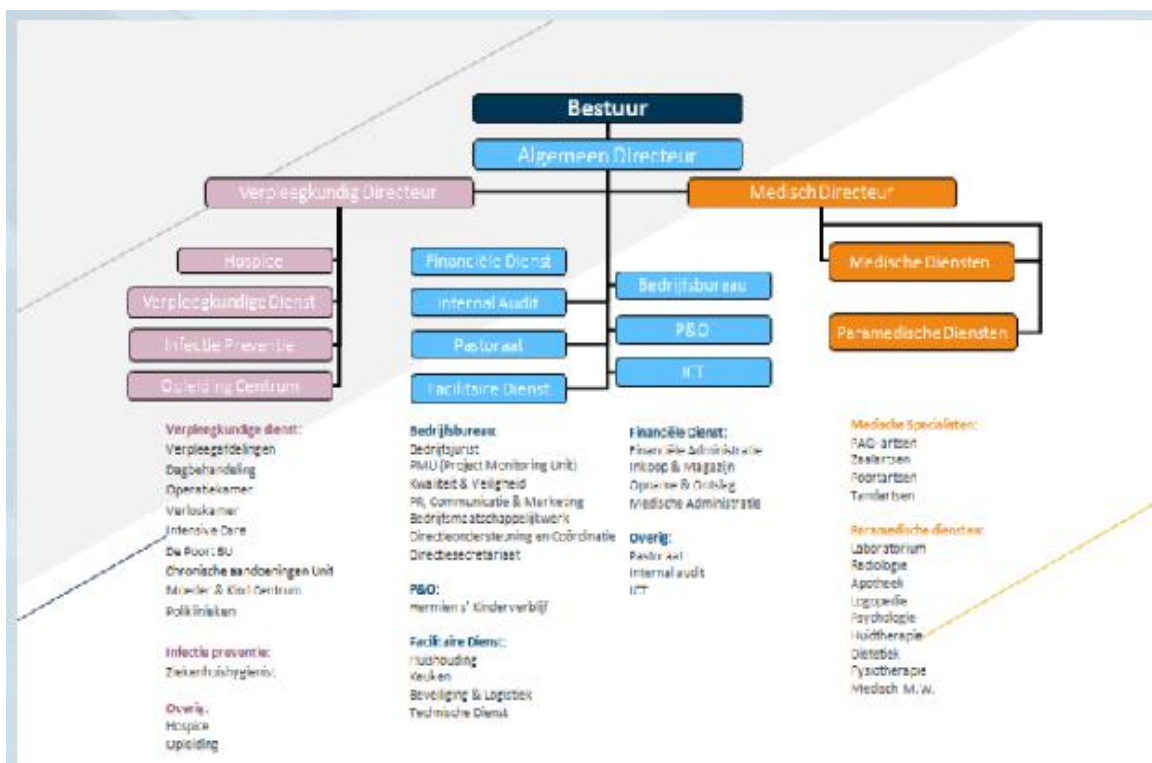 Bestuur
Algemeen Directeur
Verpleegkundig Directeur
Medisch Directeur
Hospice
Verpleegkundige Dienst
Infectie Preventie
Opleiding Centrum
Financiële Dienst
Internal Audit
Pastoraat
Facilitaire Dienst
Bedrijfsbureau
P&O
ICT
Medische Diensten
Paramedische Diensten
Verpleegkundige dienst:
Verpleegafdelingen
Dagbehandeling
Operatiekamer
Verloskamer
Intensive Care
De Poort BU
Chronische aandoeningen Unit
Moeder & Kind Centrum
Poliklinieken
Infectie preventie:
Ziekenhuishygienist
Overig:
Hospice
Opleiding
Bedrijfsbureau:
Bedrijfsjurist
PMU (Project Monitoring Unit)
Kwaliteit & Veiligheid
PR, Communicatie & Marketing
Bedrijfsmaatschappelijkwerk
Directieondersteuning en Coördinatie
Directiesecretariaat
P&O:
Hermien s' Kinderverblijf
Facilitaire Dienst:
Huishouding
Keuken
Beveiliging & Logistiek
Technische Dienst
Financiële Dienst:
Financiële Administratie
Inkoop & Magazijn
Opname & Ontslag
Medische Administratie
Overig:
Pastoraat
Internal audit
ICT
Medische Specialisten:
artsen
Zaalartsen
Poortartsen
Tandartsen
Paramedische diensten:
Laboratorium
Radiologie
Apotheek
Logopedie
Psychologie
Huidtherapie
Dietetiek
Fysiotherapie
Medisch M.W.